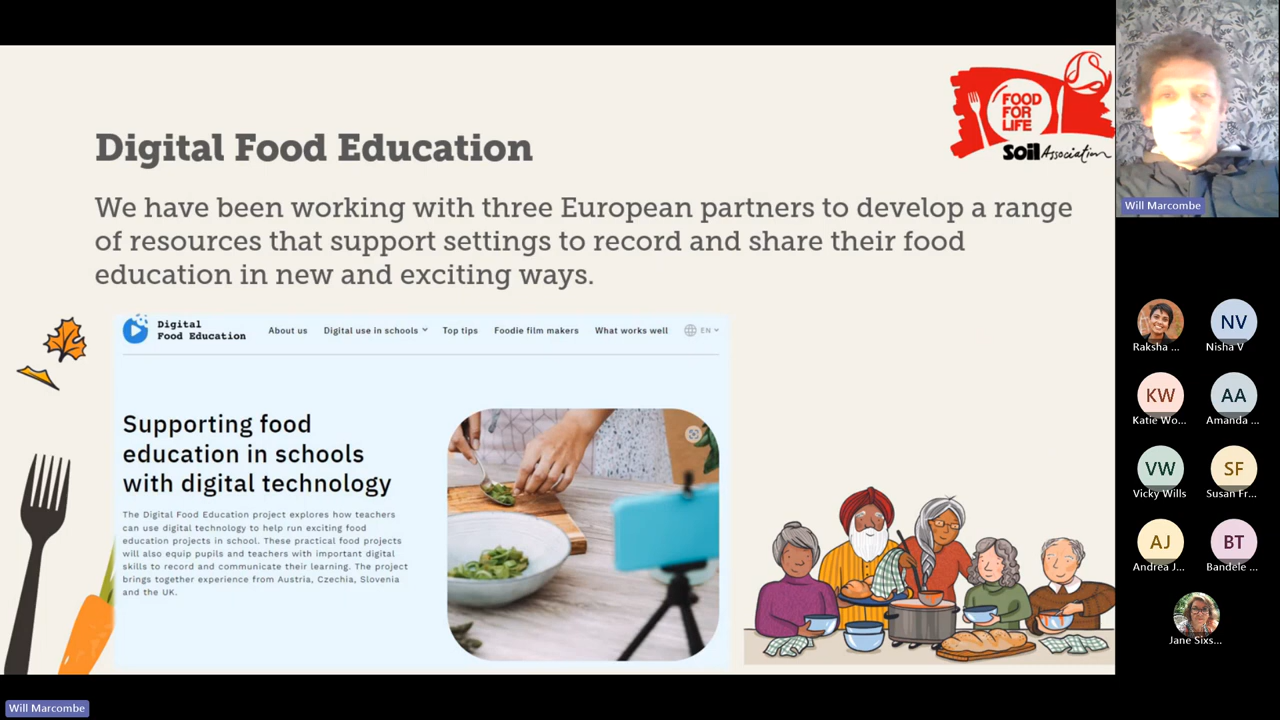 FOOD
FOR
LIFE
Soil Association
Digital Food Education
We have been working with three European partners to develop a range
of resources that support settings to record and share their food
education in new and exciting ways.
Digital
Food Education
About us
Digital use in schools
Top tips
Foodie film makers
What works well
EN
Supporting food
education in schools
with digital technology
The Digital Food Education project explores how teachers
can use digital technology to help run exciting food
education projects in school. These practical food projects
will also equip pupils and teachers with important digital
skills to record and communicate their learning. The project
brings together experience from Austria, Czechia, Slovenia
and the UK.
Will Marcombe
Raksha ...
NV
Nisha V
KW
Katie Wo...
AA
Amanda ...
VW
Vicky Wills
SF
Susan Fr...
AJ
Andrea J...
BT
Bandele ...
Jane Sixs...
Will Marcombe